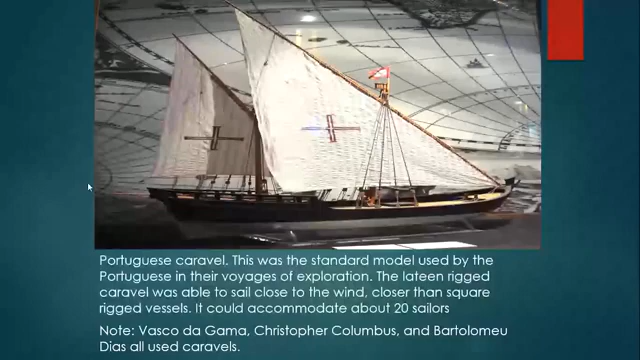 Portuguese caravel. This was the standard model used by the
Portuguese in their voyages of exploration. The lateen rigged
caravel was able to sail close to the wind, closer than square
rigged vessels. It could accommodate about 20 sailors
Note: Vasco da Gama, Christopher Columbus, and Bartolomeu
Dias all used caravels.